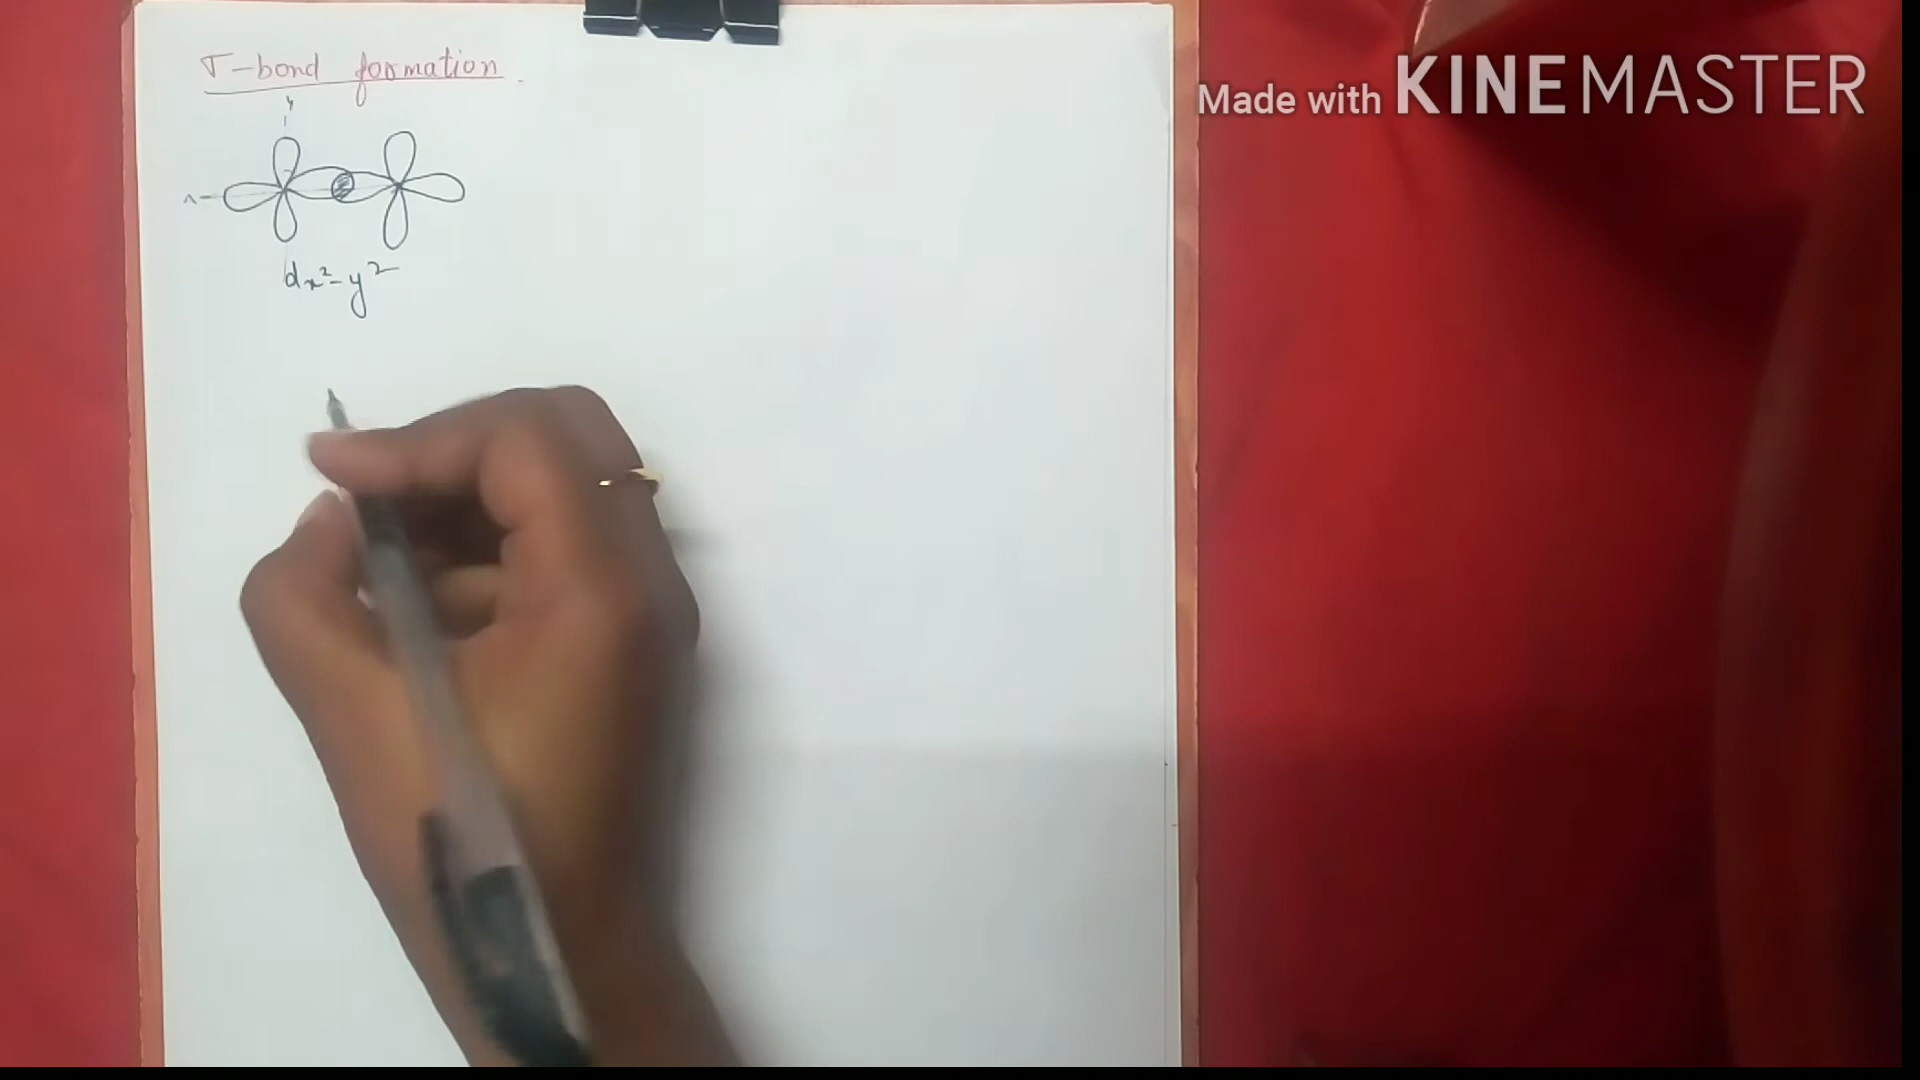 σ-bond formation
y
x
dx²-y²
Made with KINEMASTER